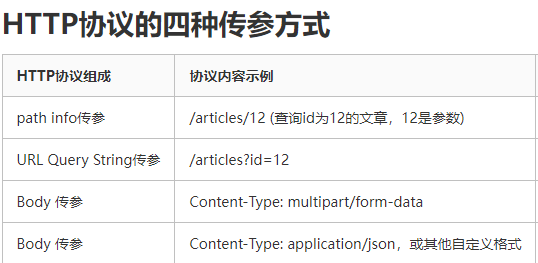 HTTP协议的四种传参方式
HTTP协议组成 协议内容示例
path info传参 /articles/12 (查询id为12的文章，12是参数)
URL Query String传参 /articles?id=12
Body 传参 Content-Type: multipart/form-data
Body 传参 Content-Type: application/json，或其他自定义格式